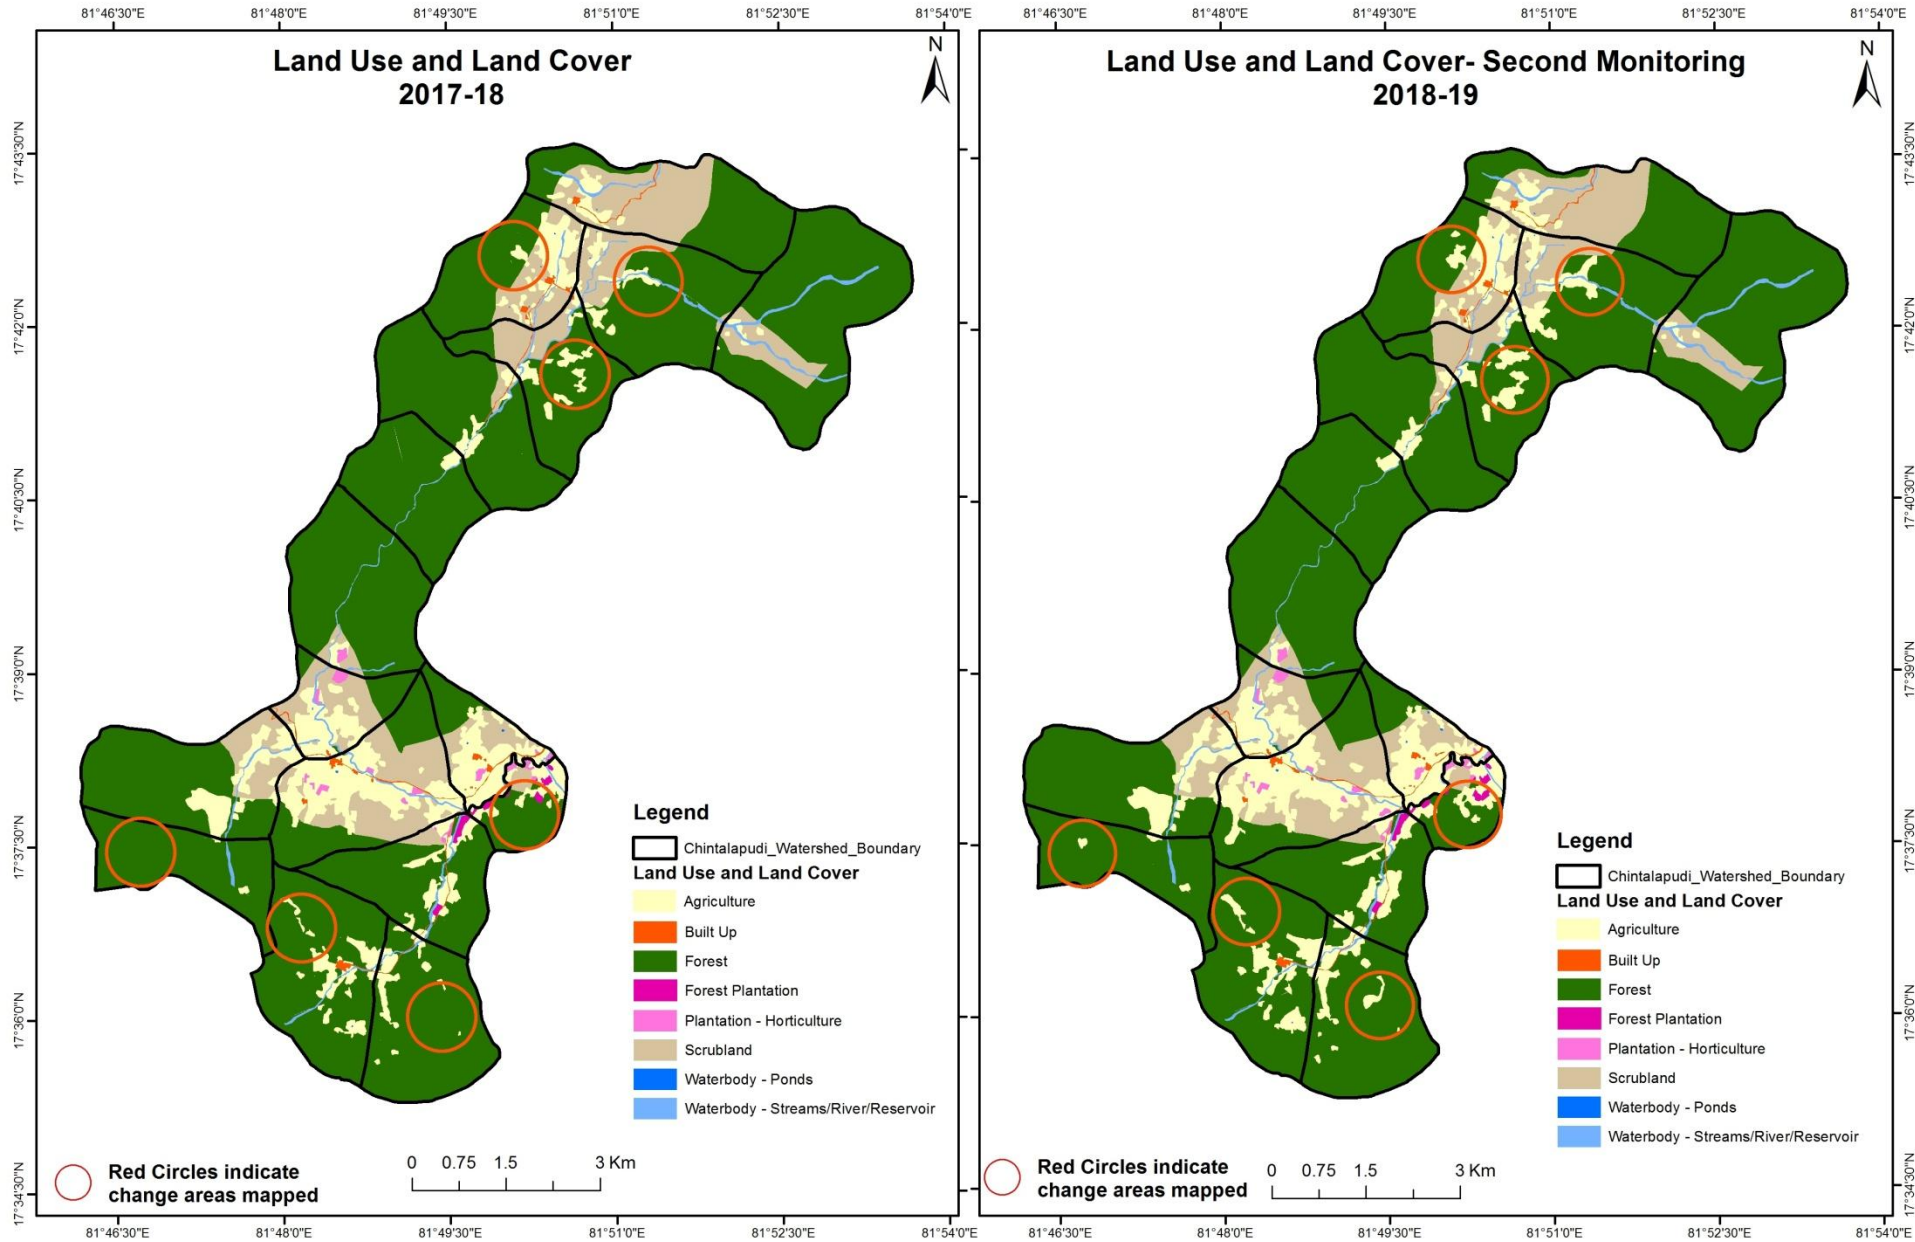 81°46'30"E 81°48'0"E 81°49'30"E 81°51'0"E 81°52'30"E 81°54'0"E
Land Use and Land Cover
2017-18
N
17°43'30"N
17°42'0"N
17°40'30"N
17°39'0"N
17°37'30"N
17°36'0"N
17°34'30"N
Legend
Chintalapudi_Watershed_Boundary
Land Use and Land Cover
Agriculture
Built Up
Forest
Forest Plantation
Plantation - Horticulture
Scrubland
Waterbody - Ponds
Waterbody - Streams/River/Reservoir
Red Circles indicate
change areas mapped
0 0.75 1.5 3 Km
81°46'30"E 81°48'0"E 81°49'30"E 81°51'0"E 81°52'30"E 81°54'0"E
81°46'30"E 81°48'0"E 81°49'30"E 81°51'0"E 81°52'30"E 81°54'0"E
Land Use and Land Cover- Second Monitoring
2018-19
N
17°43'30"N
17°42'0"N
17°40'30"N
17°39'0"N
17°37'30"N
17°36'0"N
17°34'30"N
Legend
Chintalapudi_Watershed_Boundary
Land Use and Land Cover
Agriculture
Built Up
Forest
Forest Plantation
Plantation - Horticulture
Scrubland
Waterbody - Ponds
Waterbody - Streams/River/Reservoir
Red Circles indicate
change areas mapped
0 0.75 1.5 3 Km
81°46'30"E 81°48'0"E 81°49'30"E 81°51'0"E 81°52'30"E 81°54'0"E